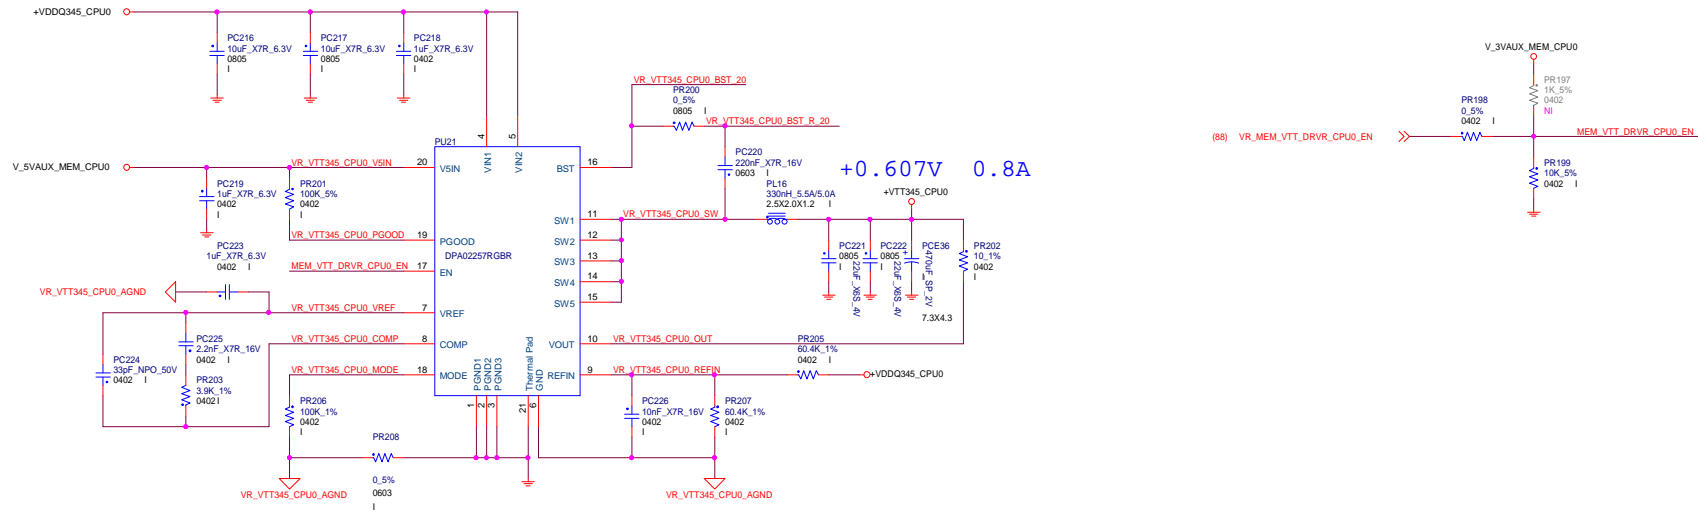 +VDDQ345_CPU0
PC216
10uF_X7R_6.3V
0805
I
PC217
10uF_X7R_6.3V
0805
I
PC218
1uF_X7R_6.3V
0402
I
V_5VAUX_MEM_CPU0
VR_VTT345_CPU0_V5IN
20
PC219
1uF_X7R_6.3V
0402
I
PR201
100K_5%
0402
I
VR_VTT345_CPU0_PGOOD
19
PC223
1uF_X7R_6.3V
0402 I
MEM_VTT_DRVR_CPU0_EN
17
VR_VTT345_CPU0_AGND
VR_VTT345_CPU0_VREF
7
PC225
2.2nF_X7R_16V
0402 I
VR_VTT345_CPU0_COMP
8
PC224
33pF_NPO_50V
0402 I
PR203
3.9K_1%
0402 I
VR_VTT345_CPU0_MODE
18
PR206
100K_1%
0402
I
PR208
0_5%
0603
I
VR_VTT345_CPU0_AGND
PU21
4
5
VIN1
VIN2
V5IN
PGOOD
DPA02257RGBR
EN
VREF
COMP
MODE
PGND1
PGND2
PGND3
Thermal Pad
GND
1
2
3
21
6
BST
SW1
SW2
SW3
SW4
SW5
VOUT
REFIN
16
11
12
13
14
15
10
9
VR_VTT345_CPU0_BST_20
PR200
0_5%
0805 I
VR_VTT345_CPU0_BST_R_20
PC220
220nF_X7R_16V
0603 I
+0.607V 0.8A
PL16
330nH_5.5A/5.0A
2.5X2.0X1.2 I
+VTT345_CPU0
VR_VTT345_CPU0_SW
PC221
0805
I
22uF_X6S_4V
PC222
0805
I
22uF_X6S_4V
PCE36
+
I
470uF_SP_2V
7.3X4.3
PR202
10_1%
0402
I
VR_VTT345_CPU0_OUT
PR205
60.4K_1%
0402 I
VR_VTT345_CPU0_REFIN
+VDDQ345_CPU0
PC226
10nF_X7R_16V
0402
I
PR207
60.4K_1%
0402
I
VR_VTT345_CPU0_AGND
V_3VAUX_MEM_CPU0
PR197
1K_5%
0402
NI
PR198
0_5%
0402 I
(88) VR_MEM_VTT_DRVR_CPU0_EN
MEM_VTT_DRVR_CPU0_EN
PR199
10K_5%
0402 I